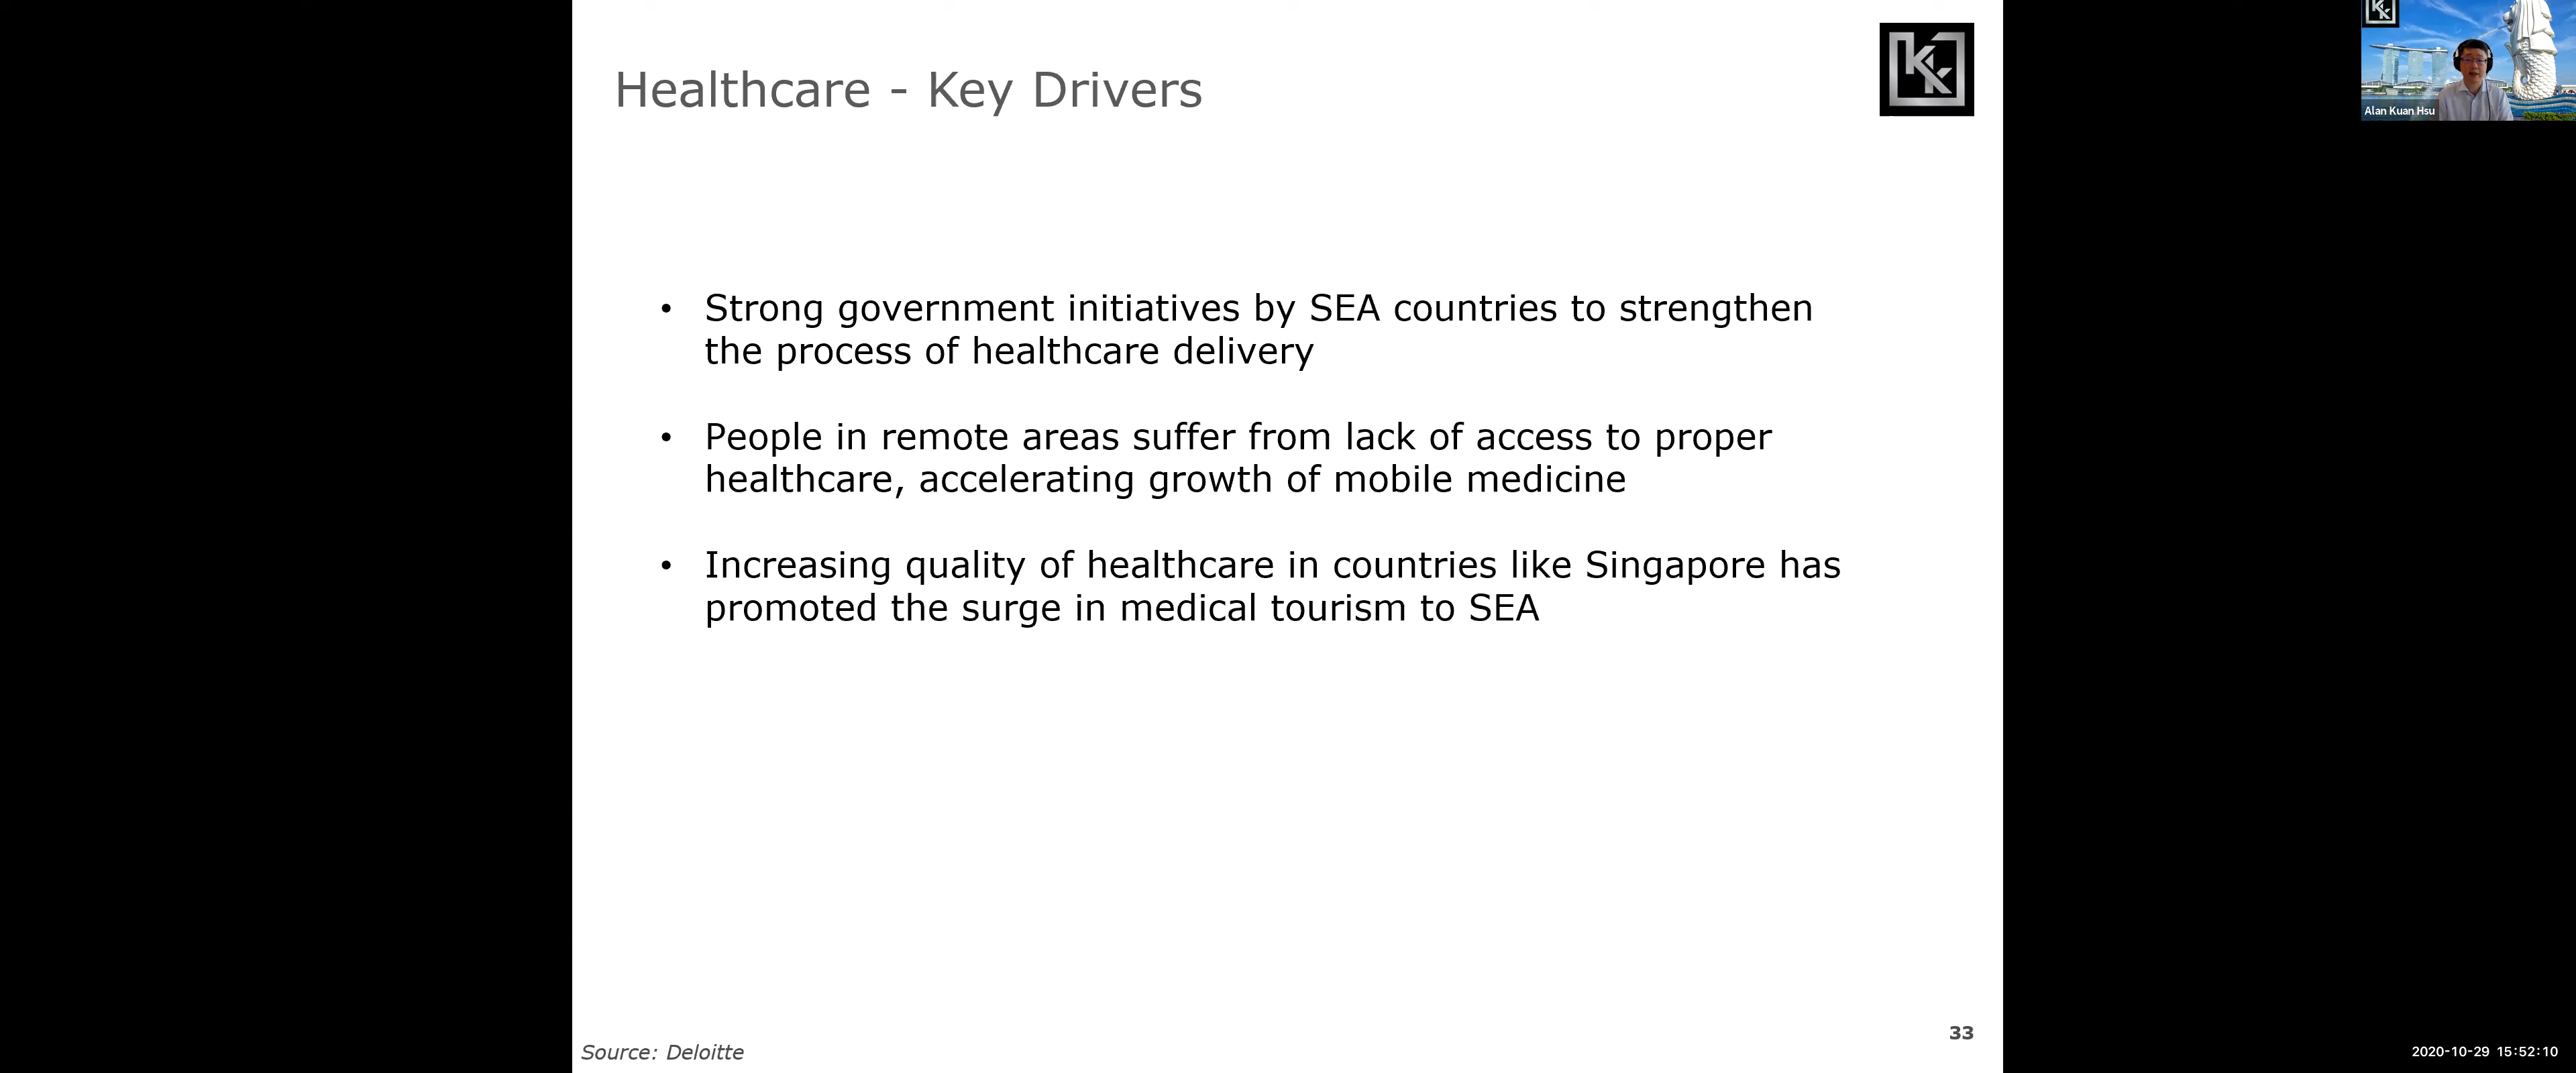 Healthcare - Key Drivers
KK
KK
Alan Kuan Hsu
• Strong government initiatives by SEA countries to strengthen
the process of healthcare delivery
• People in remote areas suffer from lack of access to proper
healthcare, accelerating growth of mobile medicine
• Increasing quality of healthcare in countries like Singapore has
promoted the surge in medical tourism to SEA
33
Source: Deloitte
2020-10-29 15:52:10